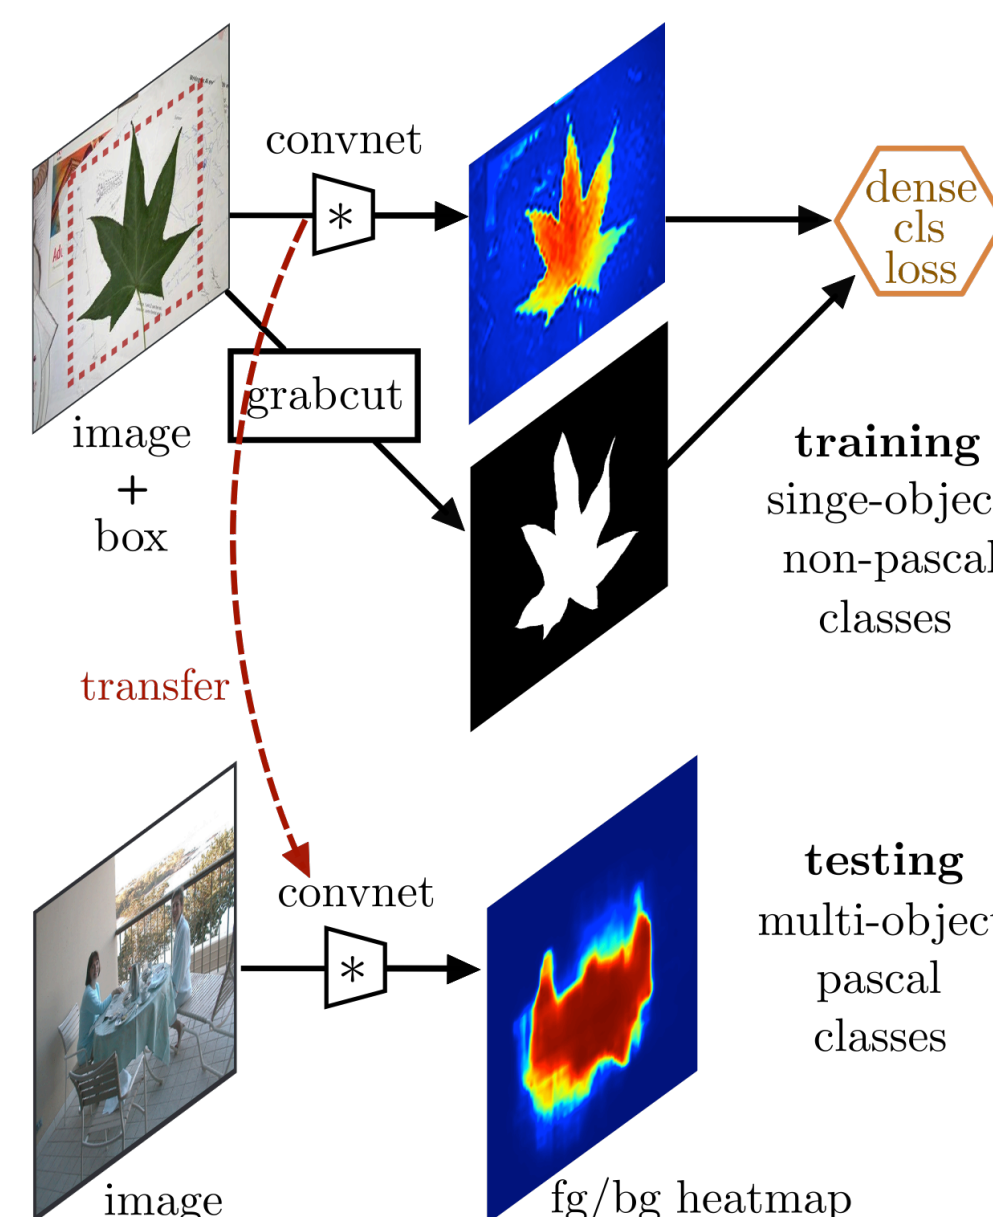 convnet
*
dense
cls
loss
grabcut
image
+
box
training
singe-objec
non-pascal
classes
transfer
testing
multi-object
pascal
classes
convnet
*
image
fg/bg heatmap